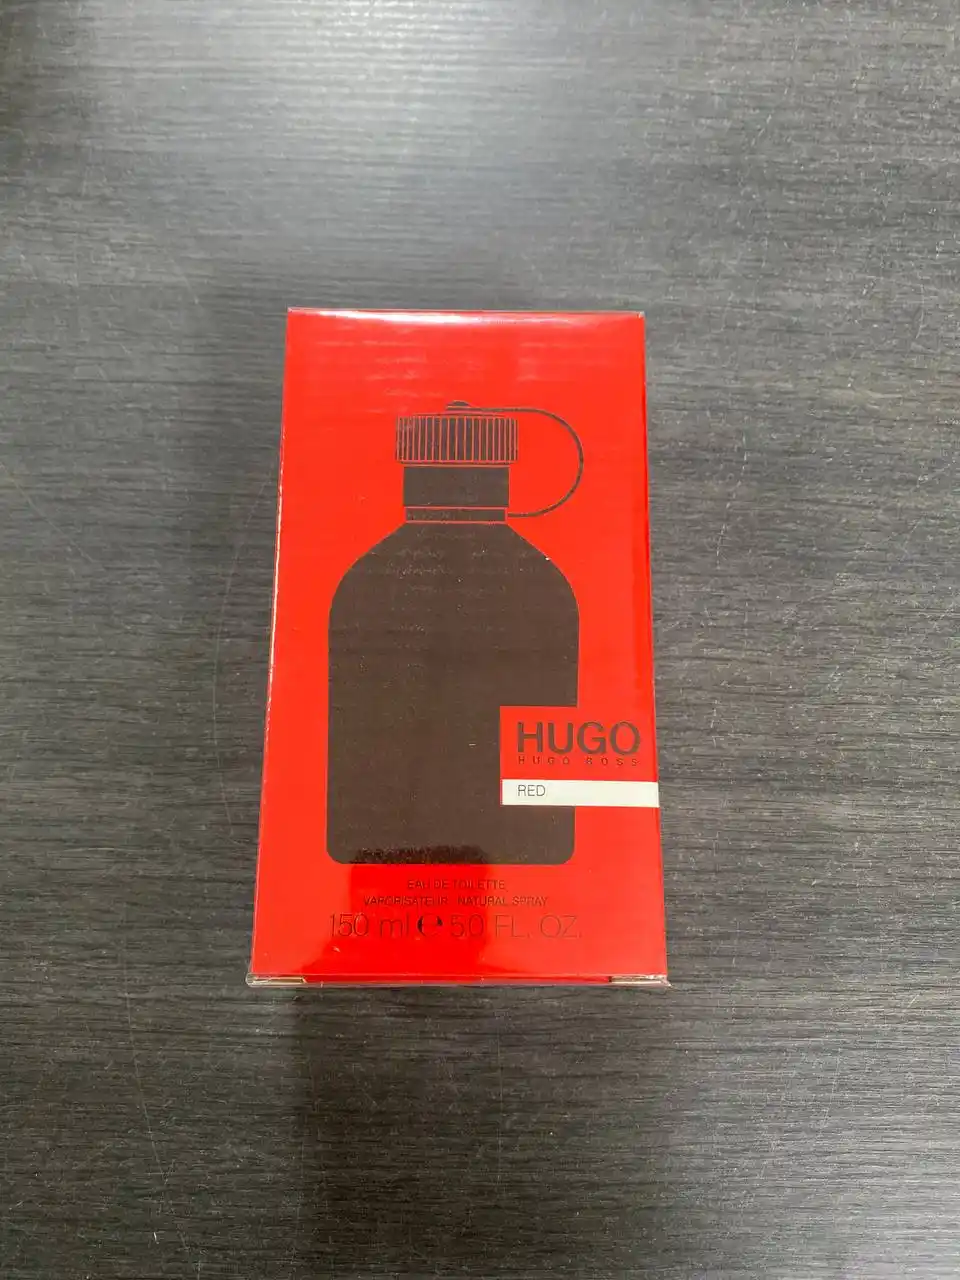 HUGO
HUGO BOSS
RED
EAU DE TOILETTE
VAPORISATEUR NATURAL SPRAY
150 ml ℮ 5.0 FL. OZ.